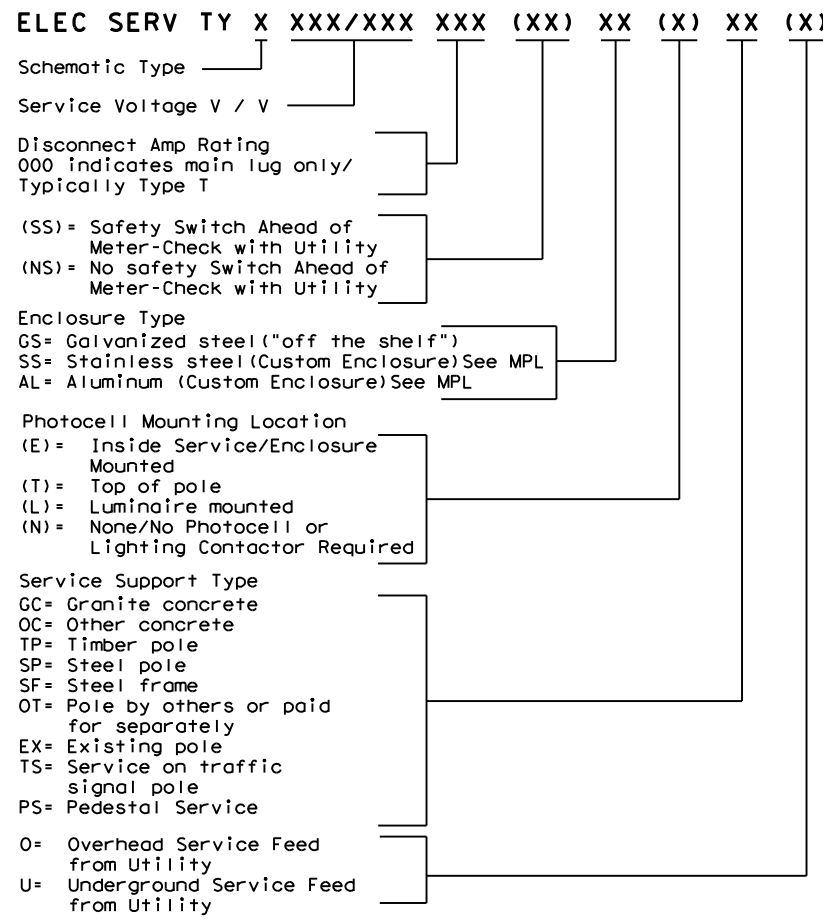 ELEC SERV TY X XXX/XXX XXX (XX) XX (X) XX (X)
Schematic Type
Service Voltage V / V
Disconnect Amp Rating
000 indicates main lug only/
Typically Type T
(SS)= Safety Switch Ahead of
Meter-Check with Utility
(NS)= No safety Switch Ahead of
Meter-Check with Utility
Enclosure Type
GS= Galvanized steel("off the shelf")
SS= Stainless steel(Custom Enclosure)See MPL
AL= Aluminum (Custom Enclosure)See MPL
Photocell Mounting Location
(E)= Inside Service/Enclosure
Mounted
(T)= Top of pole
(L)= Luminaire mounted
(N)= None/No Photocell or
Lighting Contactor Required
Service Support Type
GC= Granite concrete
OC= Other concrete
TP= Timber pole
SP= Steel pole
SF= Steel frame
OT= Pole by others or paid
for separately
EX= Existing pole
TS= Service on traffic
signal pole
PS= Pedestal Service
O= Overhead Service Feed
from Utility
U= Underground Service Feed
from Utility